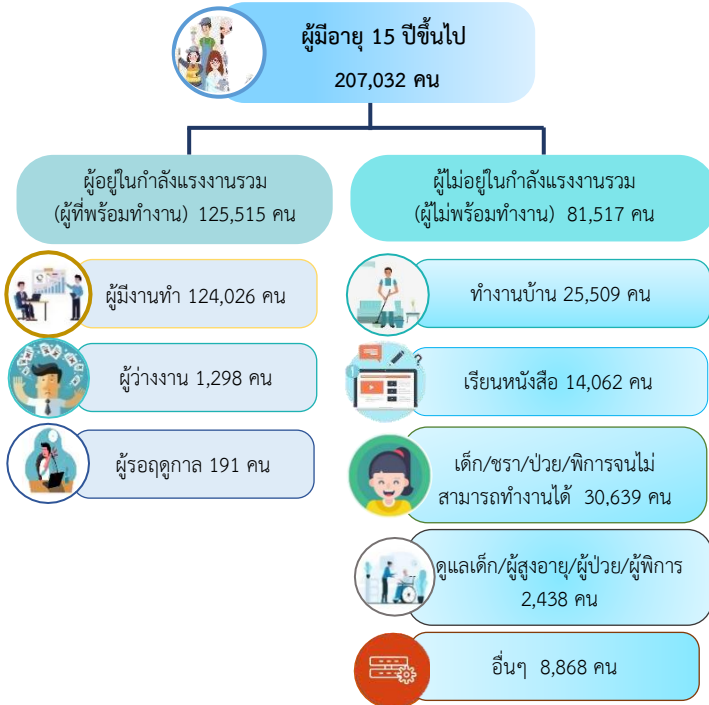 ผู้มีอายุ 15 ปีขึ้นไป
207,032 คน
ผู้อยู่ในกำลังแรงงานรวม
(ผู้ที่พร้อมทำงาน) 125,515 คน
ผู้มีงานทำ 124,026 คน
ผู้ว่างงาน 1,298 คน
ผู้รอฤดูกาล 191 คน
ผู้ไม่อยู่ในกำลังแรงงานรวม
(ผู้ไม่พร้อมทำงาน) 81,517 คน
ทำงานบ้าน 25,509 คน
เรียนหนังสือ 14,062 คน
เด็ก/ชรา/ป่วย/พิการจนไม่
สามารถทำงานได้ 30,639 คน
ดูแลเด็ก/ผู้สูงอายุ/ผู้ป่วย/ผู้พิการ
2,438 คน
อื่นๆ 8,868 คน